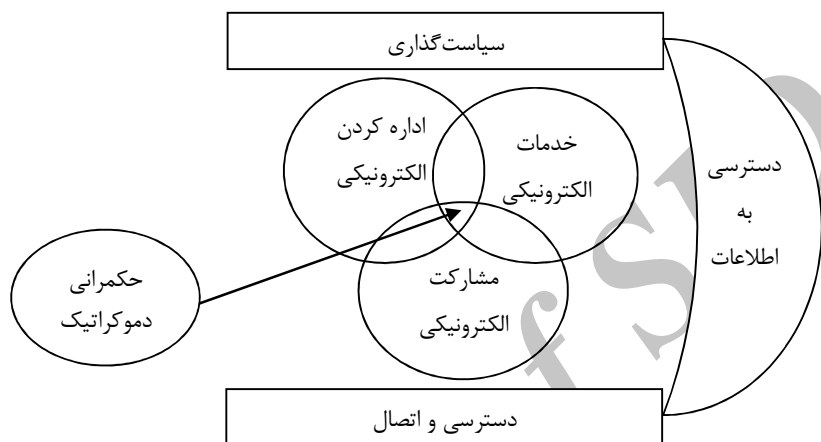 سیاست‌گذاری
اداره کردن
الکترونیکی
خدمات
الکترونیکی
دسترسی
به
اطلاعات
مشارکت
الکترونیکی
حکمرانی
دموکراتیک
دسترسی و اتصال